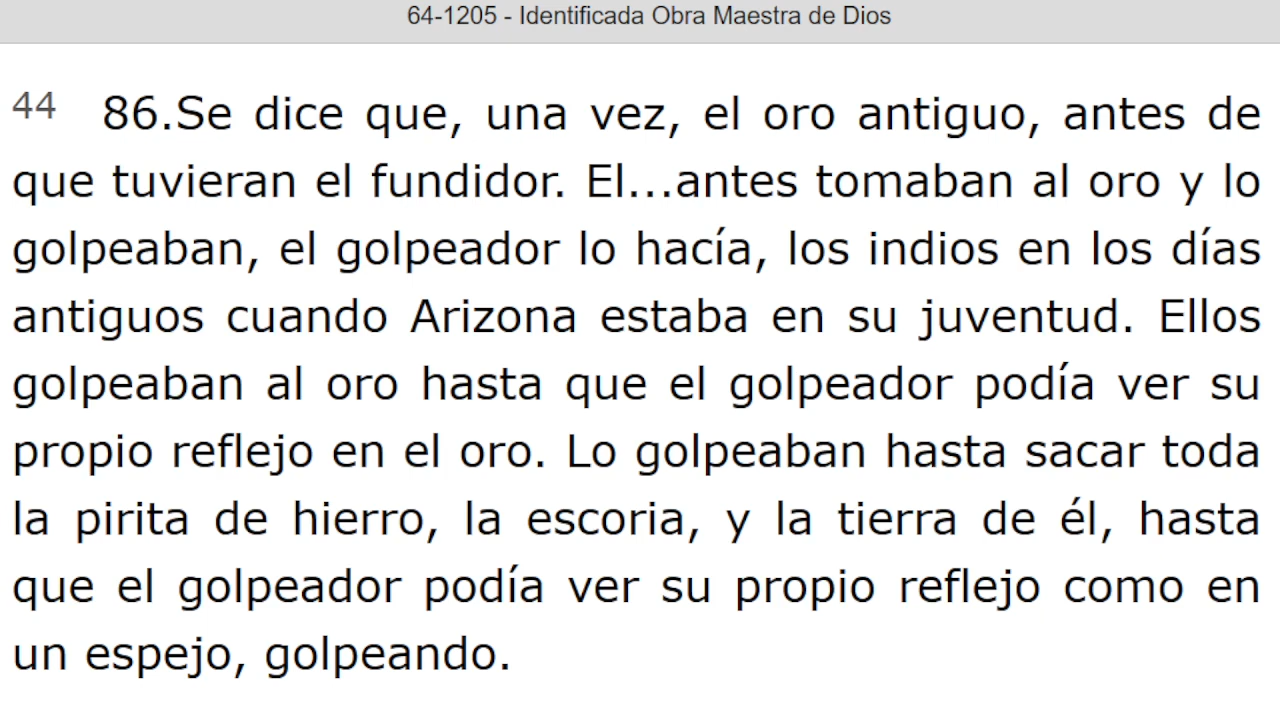 64-1205 - Identificada Obra Maestra de Dios
44 86.Se dice que, una vez, el oro antiguo, antes de
que tuvieran el fundidor. El...antes tomaban al oro y lo
golpeaban, el golpeador lo hacía, los indios en los días
antiguos cuando Arizona estaba en su juventud. Ellos
golpeaban al oro hasta que el golpeador podía ver su
propio reflejo en el oro. Lo golpeaban hasta sacar toda
la pirita de hierro, la escoria, y la tierra de él, hasta
que el golpeador podía ver su propio reflejo como en
un espejo, golpeando.